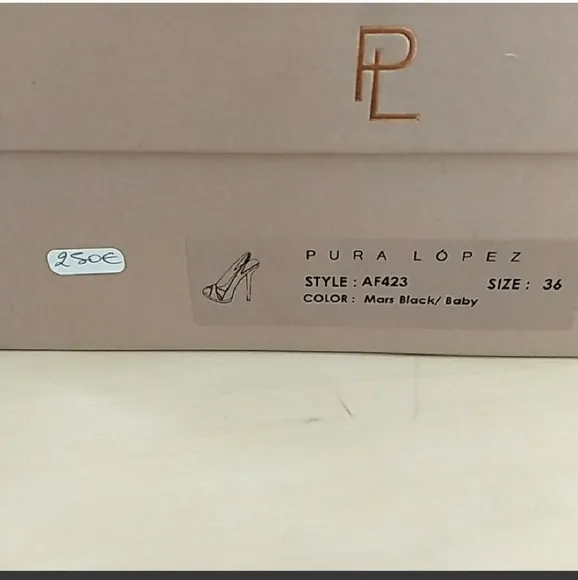 PL
250€
PURA LÓPEZ
STYLE : AF423 SIZE : 36
COLOR : Mars Black/ Baby